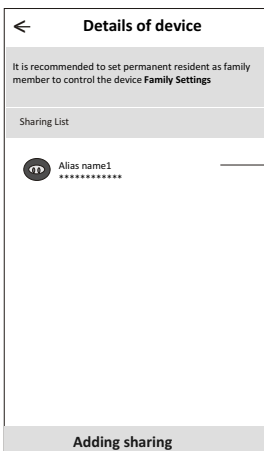 Details of device
It is recommended to set permanent resident as family
member to control the device Family Settings
Sharing List
Alias name1
************
Adding sharing